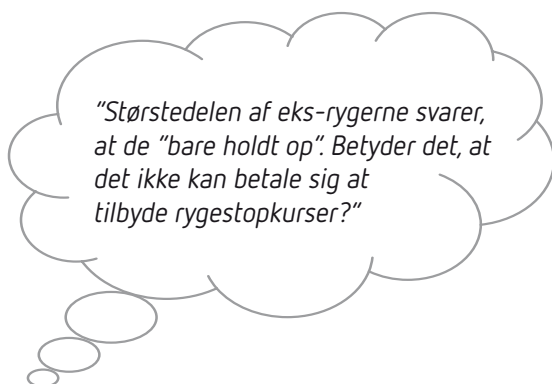 "Størstedelen af eks-rygerne svarer,
at de "bare holdt op". Betyder det, at
det ikke kan betale sig at
tilbyde rygestopkurser?"